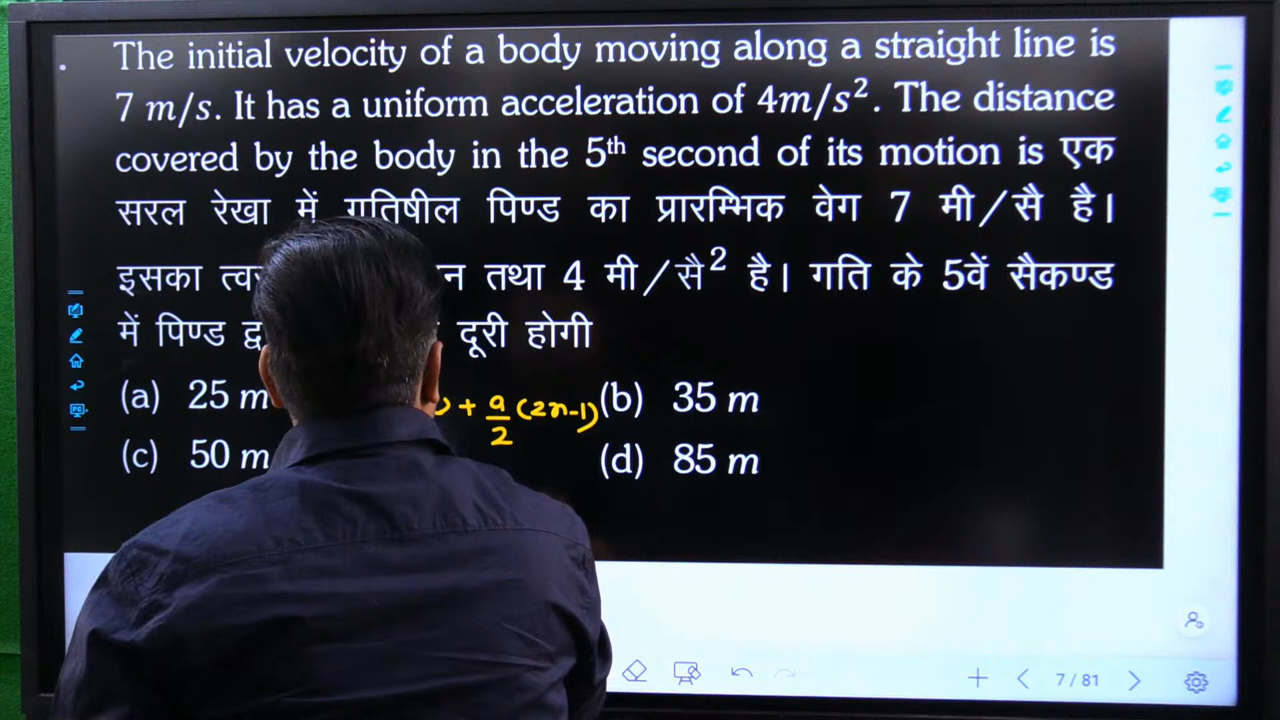 . The initial velocity of a body moving along a straight line is
7 m/s. It has a uniform acceleration of 4m/s². The distance
covered by the body in the 5th second of its motion is एक
सरल रेखा में गतिषील पिण्ड का प्रारम्भिक वेग 7 मी/सै है।
इसका न तथा 4 मी/सै² है। गति के 5वें सैकण्ड
में पिण्ड दूरी होगी
(a) 25 m + a/2 (2n-1) (b) 35 m
(c) 50 m (d) 85 m
7/81